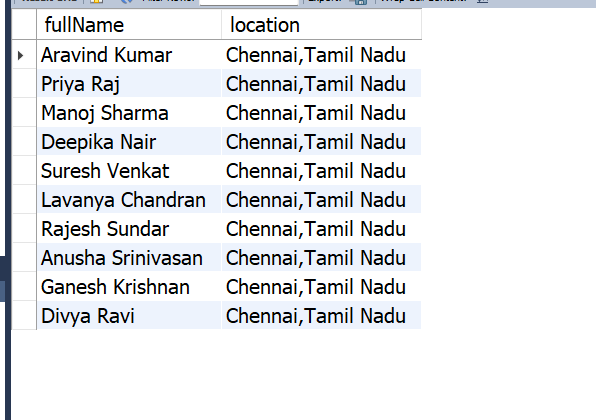 fullName location
Aravind Kumar Chennai,Tamil Nadu
Priya Raj Chennai,Tamil Nadu
Manoj Sharma Chennai,Tamil Nadu
Deepika Nair Chennai,Tamil Nadu
Suresh Venkat Chennai,Tamil Nadu
Lavanya Chandran Chennai,Tamil Nadu
Rajesh Sundar Chennai,Tamil Nadu
Anusha Srinivasan Chennai,Tamil Nadu
Ganesh Krishnan Chennai,Tamil Nadu
Divya Ravi Chennai,Tamil Nadu